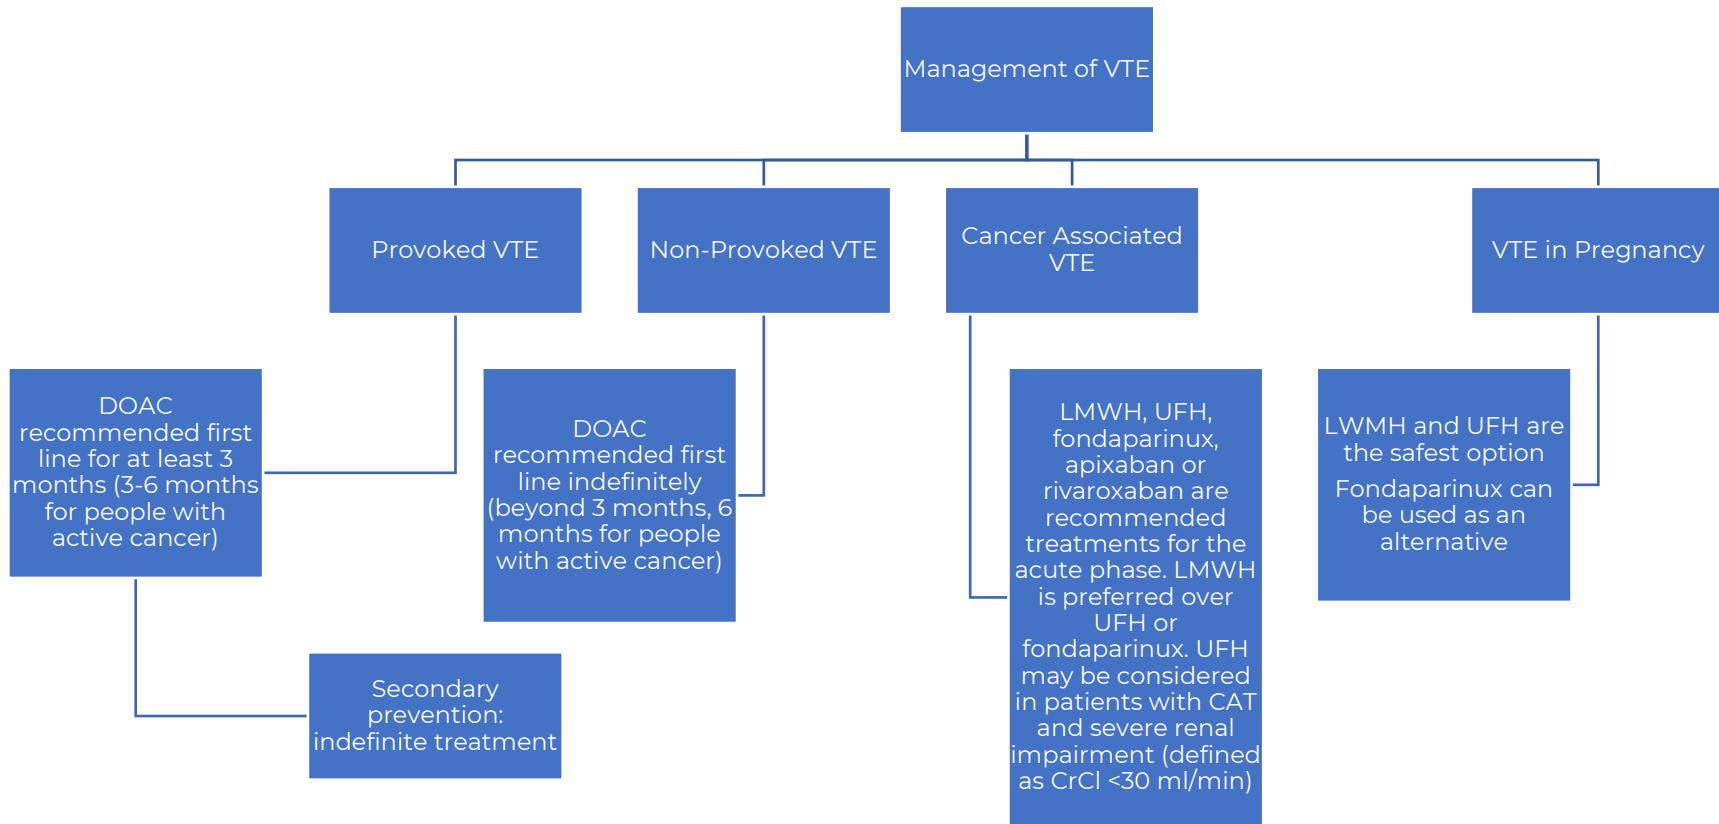 Management of VTE
Provoked VTE
Non-Provoked VTE
Cancer Associated
VTE
VTE in Pregnancy
DOAC
recommended first
line for at least 3
months (3-6 months
for people with
active cancer)
Secondary
prevention:
indefinite treatment
DOAC
recommended first
line indefinitely
(beyond 3 months, 6
months for people
with active cancer)
LMWH, UFH,
fondaparinux,
apixaban or
rivaroxaban are
recommended
treatments for the
acute phase. LMWH
is preferred over
UFH or
fondaparinux. UFH
may be considered
in patients with CAT
and severe renal
impairment (defined
as CrCl <30 ml/min)
LWMH and UFH are
the safest option
Fondaparinux can
be used as an
alternative